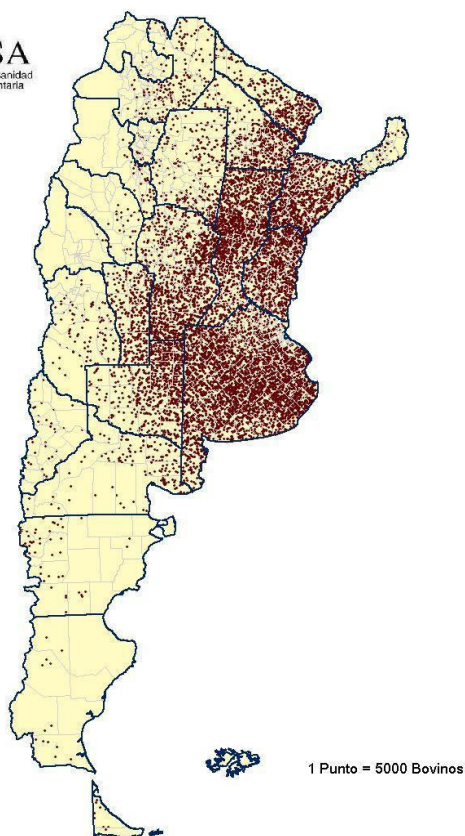 SA
anidad
ntaria
1 Punto = 5000 Bovinos